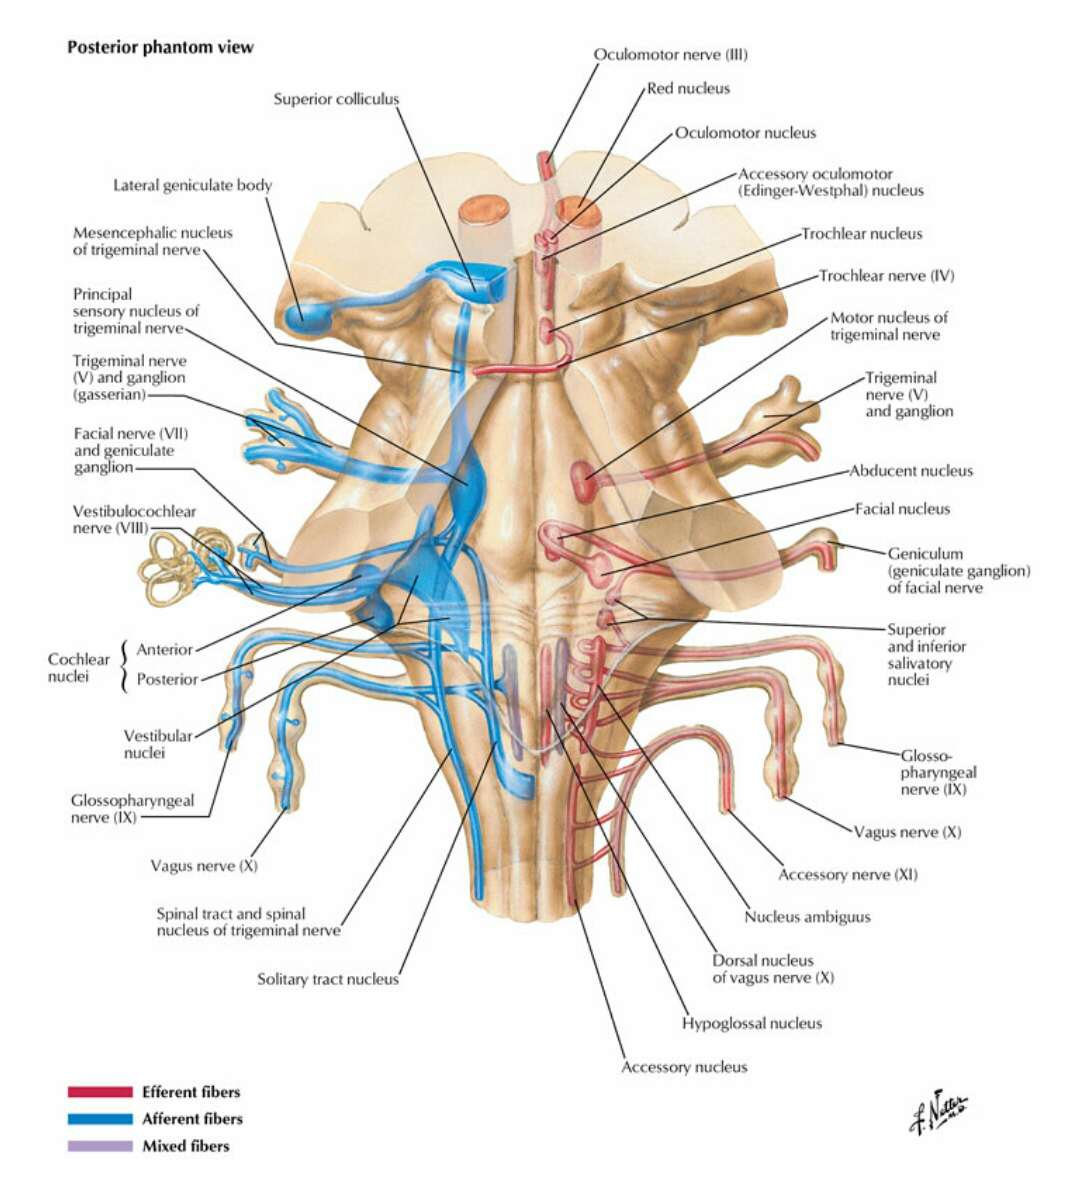 Posterior phantom view
Oculomotor nerve (III)
Red nucleus
Superior colliculus
Oculomotor nucleus
Accessory oculomotor
(Edinger-Westphal) nucleus
Lateral geniculate body
Mesencephalic nucleus
of trigeminal nerve
Trochlear nucleus
Trochlear nerve (IV)
Principal
sensory nucleus of
trigeminal nerve
Motor nucleus of
trigeminal nerve
Trigeminal nerve
(V) and ganglion
(gasserian)
Trigeminal
nerve (V)
and ganglion
Facial nerve (VII)
and geniculate
ganglion
Abducent nucleus
Facial nucleus
Vestibulocochlear
nerve (VIII)
Geniculum
(geniculate ganglion)
of facial nerve
Cochlear
nuclei
Anterior
Posterior
Superior
and inferior
salivatory
nuclei
Vestibular
nuclei
Glosso-
pharyngeal
nerve (IX)
Glossopharyngeal
nerve (IX)
Vagus nerve (X)
Vagus nerve (X)
Accessory nerve (XI)
Spinal tract and spinal
nucleus of trigeminal nerve
Nucleus ambiguus
Solitary tract nucleus
Dorsal nucleus
of vagus nerve (X)
Hypoglossal nucleus
Accessory nucleus
Efferent fibers
Afferent fibers
Mixed fibers
F. Netter
M.D.